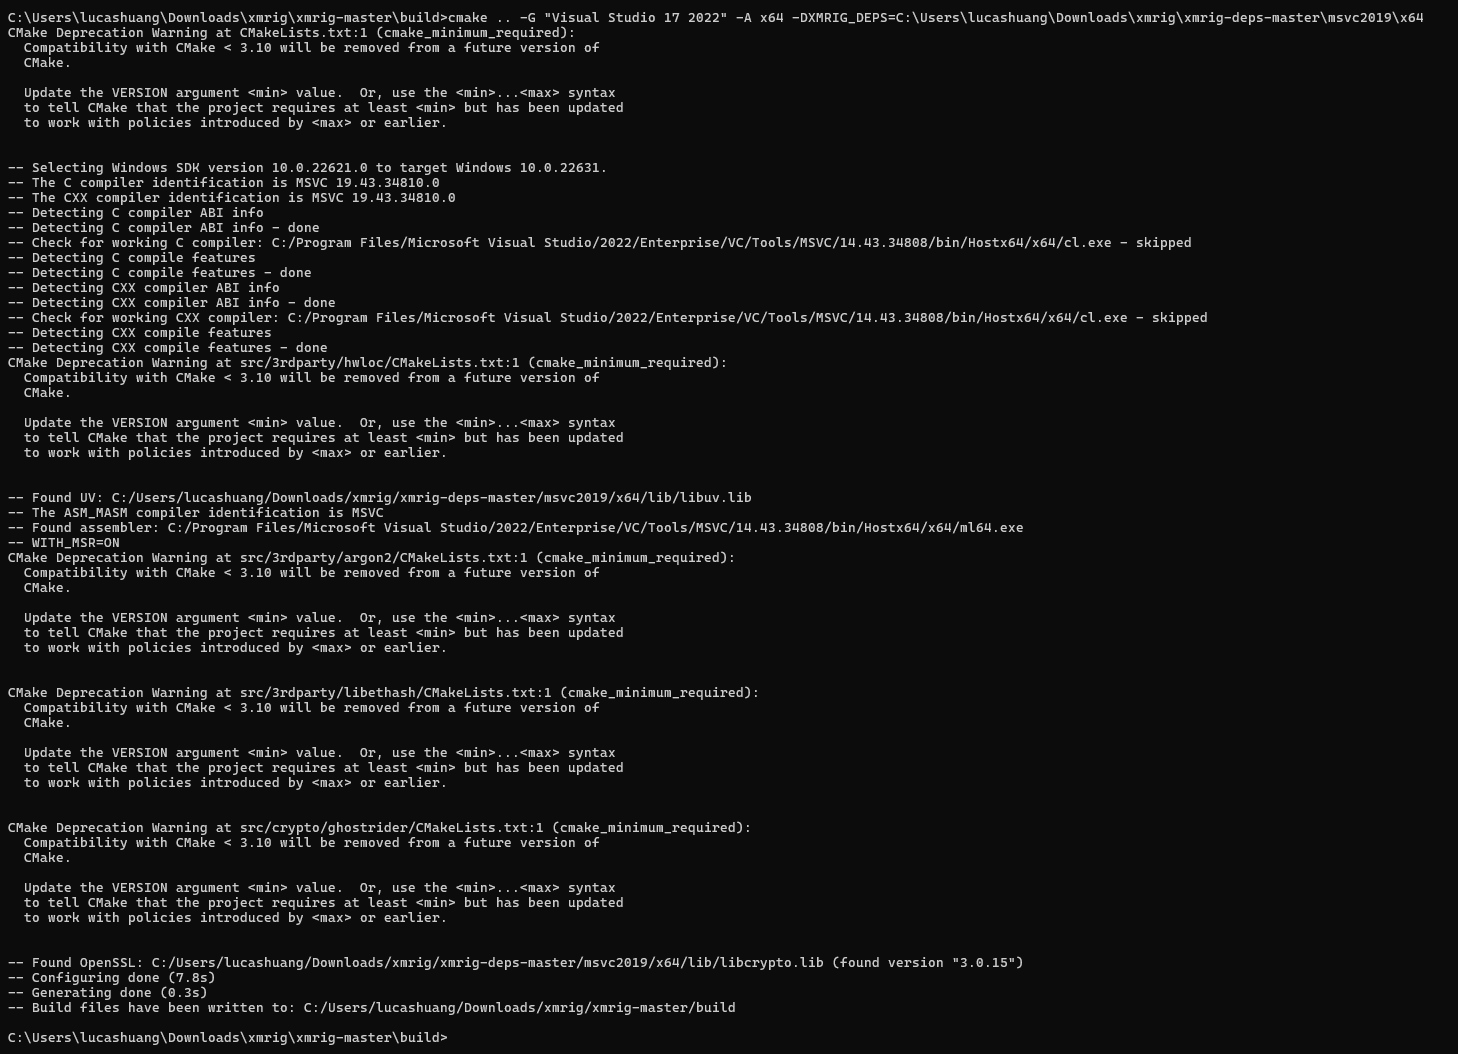 C:\Users\lucashuang\Downloads\xmrig\xmrig-master\build>cmake .. -G "Visual Studio 17 2022" -A x64 -DXMRIG_DEPS=C:\Users\lucashuang\Downloads\xmrig\xmrig-deps-master\msvc2019\x64
CMake Deprecation Warning at CMakeLists.txt:1 (cmake_minimum_required):
  Compatibility with CMake < 3.10 will be removed from a future version of
  CMake.

  Update the VERSION argument <min> value.  Or, use the <min>...<max> syntax
  to tell CMake that the project requires at least <min> but has been updated
  to work with policies introduced by <max> or earlier.


-- Selecting Windows SDK version 10.0.22621.0 to target Windows 10.0.22631.
-- The C compiler identification is MSVC 19.43.34810.0
-- The CXX compiler identification is MSVC 19.43.34810.0
-- Detecting C compiler ABI info
-- Detecting C compiler ABI info - done
-- Check for working C compiler: C:/Program Files/Microsoft Visual Studio/2022/Enterprise/VC/Tools/MSVC/14.43.34808/bin/Hostx64/x64/cl.exe - skipped
-- Detecting C compile features
-- Detecting C compile features - done
-- Detecting CXX compiler ABI info
-- Detecting CXX compiler ABI info - done
-- Check for working CXX compiler: C:/Program Files/Microsoft Visual Studio/2022/Enterprise/VC/Tools/MSVC/14.43.34808/bin/Hostx64/x64/cl.exe - skipped
-- Detecting CXX compile features
-- Detecting CXX compile features - done
CMake Deprecation Warning at src/3rdparty/hwloc/CMakeLists.txt:1 (cmake_minimum_required):
  Compatibility with CMake < 3.10 will be removed from a future version of
  CMake.

  Update the VERSION argument <min> value.  Or, use the <min>...<max> syntax
  to tell CMake that the project requires at least <min> but has been updated
  to work with policies introduced by <max> or earlier.


-- Found UV: C:/Users/lucashuang/Downloads/xmrig/xmrig-deps-master/msvc2019/x64/lib/libuv.lib
-- The ASM_MASM compiler identification is MSVC
-- Found assembler: C:/Program Files/Microsoft Visual Studio/2022/Enterprise/VC/Tools/MSVC/14.43.34808/bin/Hostx64/x64/ml64.exe
-- WITH_MSR=ON
CMake Deprecation Warning at src/3rdparty/argon2/CMakeLists.txt:1 (cmake_minimum_required):
  Compatibility with CMake < 3.10 will be removed from a future version of
  CMake.

  Update the VERSION argument <min> value.  Or, use the <min>...<max> syntax
  to tell CMake that the project requires at least <min> but has been updated
  to work with policies introduced by <max> or earlier.


CMake Deprecation Warning at src/3rdparty/libethash/CMakeLists.txt:1 (cmake_minimum_required):
  Compatibility with CMake < 3.10 will be removed from a future version of
  CMake.

  Update the VERSION argument <min> value.  Or, use the <min>...<max> syntax
  to tell CMake that the project requires at least <min> but has been updated
  to work with policies introduced by <max> or earlier.


CMake Deprecation Warning at src/crypto/ghostrider/CMakeLists.txt:1 (cmake_minimum_required):
  Compatibility with CMake < 3.10 will be removed from a future version of
  CMake.

  Update the VERSION argument <min> value.  Or, use the <min>...<max> syntax
  to tell CMake that the project requires at least <min> but has been updated
  to work with policies introduced by <max> or earlier.


-- Found OpenSSL: C:/Users/lucashuang/Downloads/xmrig/xmrig-deps-master/msvc2019/x64/lib/libcrypto.lib (found version "3.0.15")
-- Configuring done (7.8s)
-- Generating done (0.3s)
-- Build files have been written to: C:/Users/lucashuang/Downloads/xmrig/xmrig-master/build

C:\Users\lucashuang\Downloads\xmrig\xmrig-master\build>